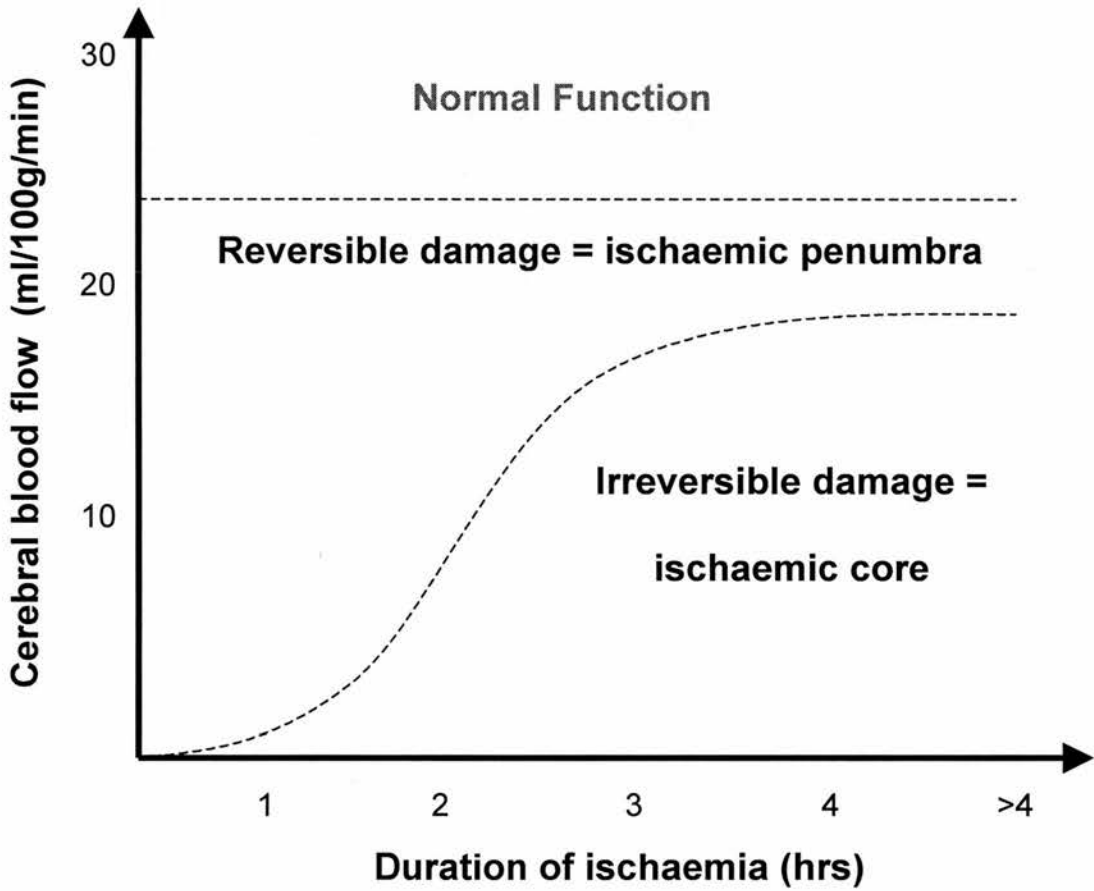 Cerebral blood flow (ml/100g/min)
30
20
10
Normal Function
Reversible damage = ischaemic penumbra
Irreversible damage =
ischaemic core
1 2 3 4 >4
Duration of ischaemia (hrs)